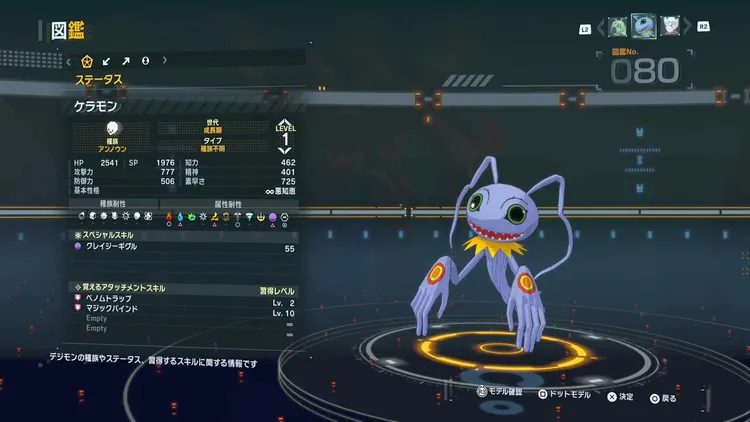 図鑑
L2
R2
図鑑No.
080
ステータス
ケラモン
種族
アンノウン
世代
成長期
タイプ
種族不明
LEVEL
1
HP 2541 SP 1976 知力 462
攻撃力 777 精神 401
防御力 506 素早さ 725
基本性格 悪知恵
種族耐性 属性耐性
スペシャルスキル
クレイジーギグル 55
覚えるアタッチメントスキル 習得レベル
ベノムトラップ Lv. 2
マジックバインド Lv. 10
Empty
Empty
デジモンの種族やステータス、習得するスキルに関する情報です
R3 モデル確認 ドットモデル 決定 戻る